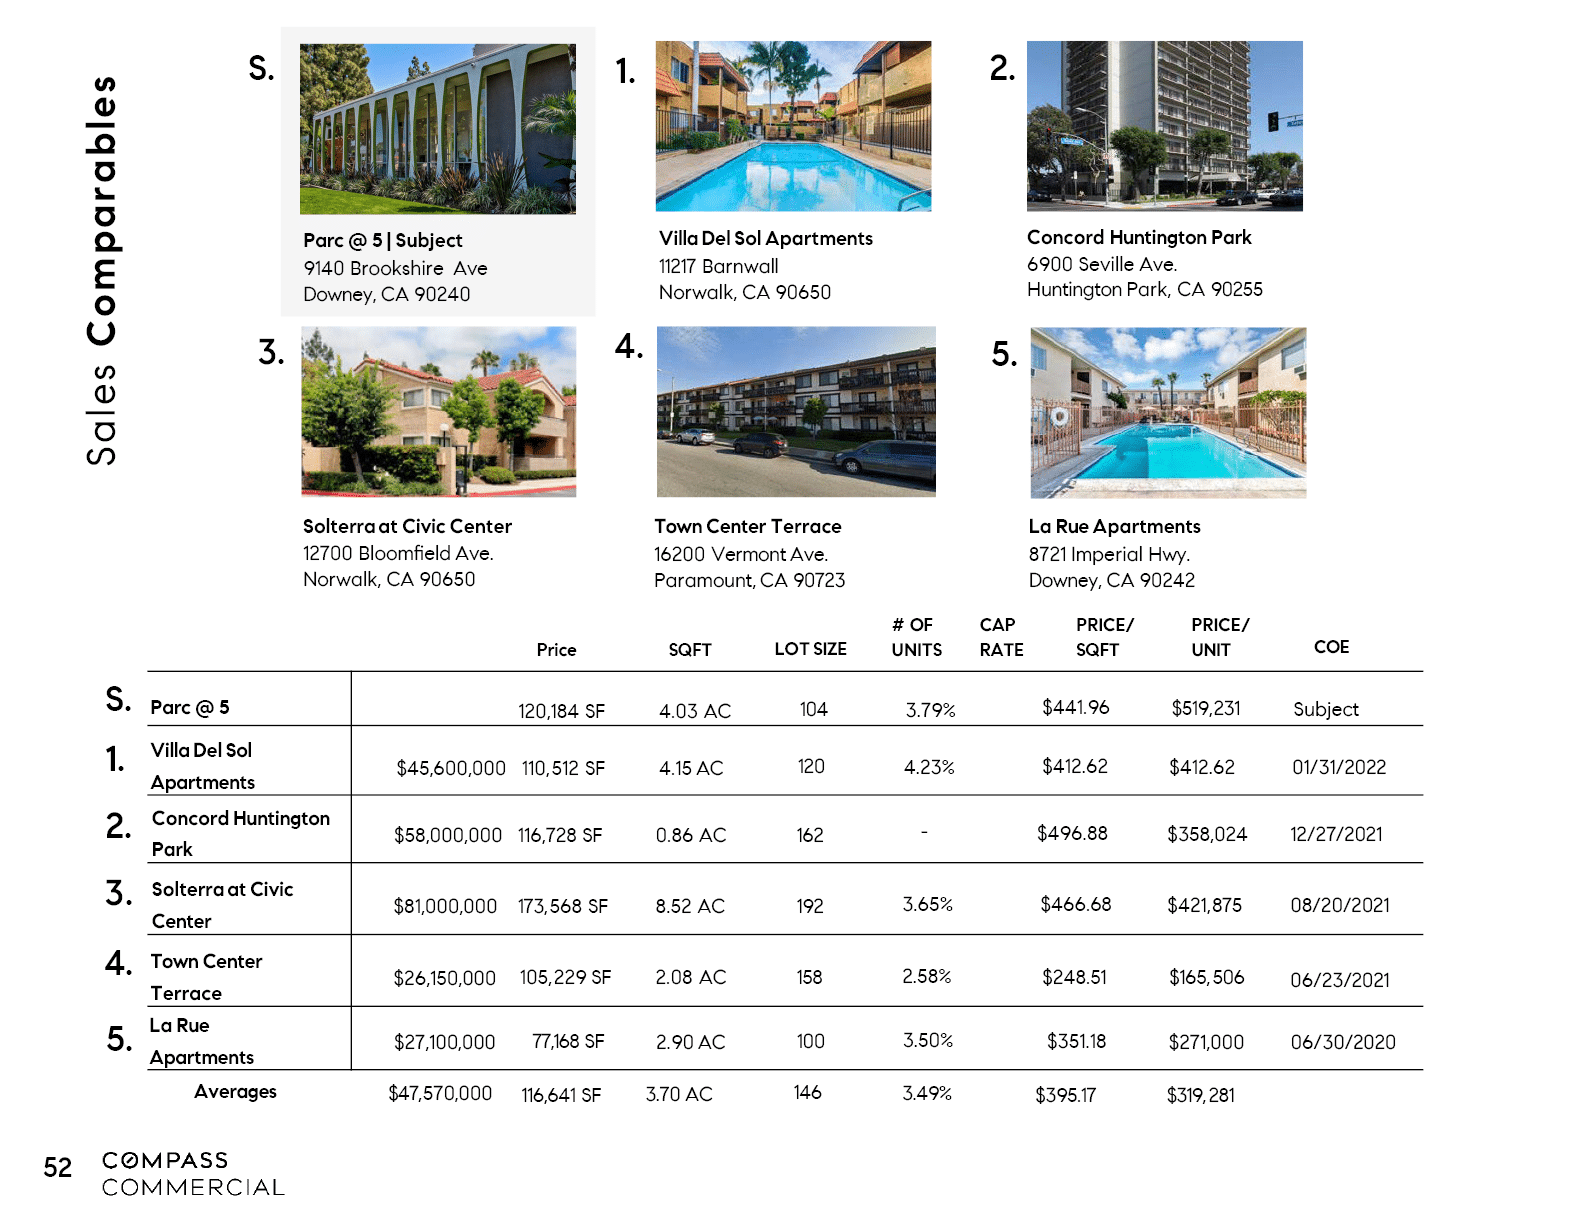 Sales Comparables
S.
Parc @ 5 | Subject
9140 Brookshire Ave
Downey, CA 90240
1.
Villa Del Sol Apartments
11217 Barnwall
Norwalk, CA 90650
2.
Concord Huntington Park
6900 Seville Ave.
Huntington Park, CA 90255
3.
Solterra at Civic Center
12700 Bloomfield Ave.
Norwalk, CA 90650
4.
Town Center Terrace
16200 Vermont Ave.
Paramount, CA 90723
5.
La Rue Apartments
8721 Imperial Hwy.
Downey, CA 90242
Price SQFT LOT SIZE # OF UNITS CAP RATE PRICE/ SQFT PRICE/ UNIT COE
S. Parc @ 5 120,184 SF 4.03 AC 104 3.79% $441.96 $519,231 Subject
1. Villa Del Sol Apartments $45,600,000 110,512 SF 4.15 AC 120 4.23% $412.62 $412.62 01/31/2022
2. Concord Huntington Park $58,000,000 116,728 SF 0.86 AC 162 - $496.88 $358,024 12/27/2021
3. Solterra at Civic Center $81,000,000 173,568 SF 8.52 AC 192 3.65% $466.68 $421,875 08/20/2021
4. Town Center Terrace $26,150,000 105,229 SF 2.08 AC 158 2.58% $248.51 $165,506 06/23/2021
5. La Rue Apartments $27,100,000 77,168 SF 2.90 AC 100 3.50% $351.18 $271,000 06/30/2020
Averages $47,570,000 116,641 SF 3.70 AC 146 3.49% $395.17 $319,281
52
COMPASS
COMMERCIAL